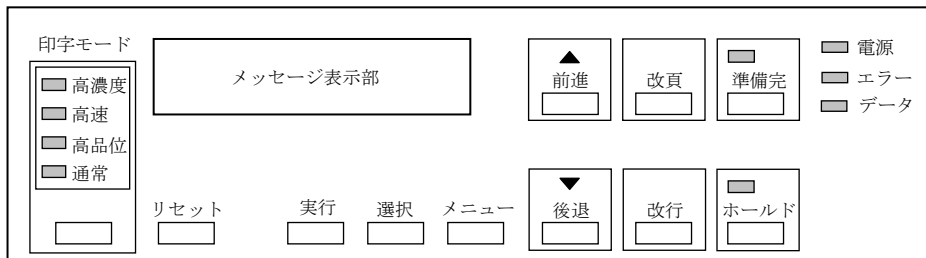 印字モード
高濃度
高速
高品位
通常
メッセージ表示部
▲
前進
改頁
準備完
電源
エラー
データ
リセット
実行
選択
メニュー
▼
後退
改行
ホールド